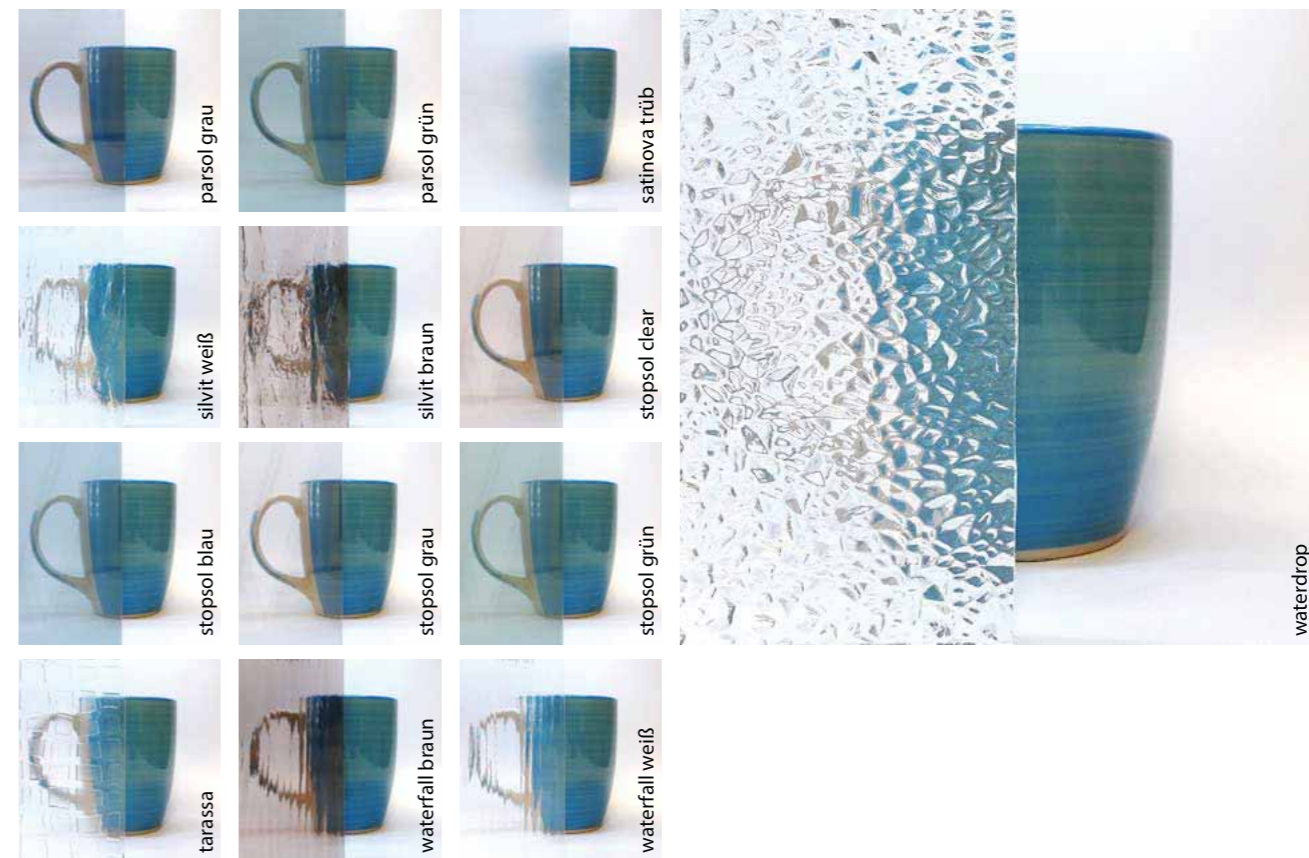 parsol grau
parsol grün
satinova trüb
silvit weiß
silvit braun
stopsol clear
stopsol blau
stopsol grau
stopsol grün
waterdrop
tarassa
waterfall braun
waterfall weiß